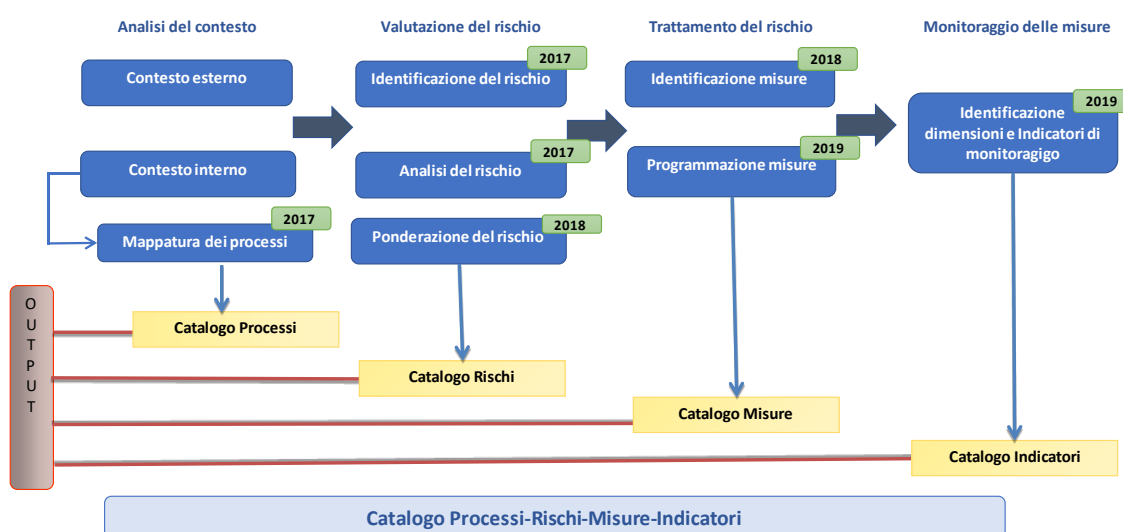 Analisi del contesto
Valutazione del rischio
Trattamento del rischio
Monitoraggio delle misure
Contesto esterno
2017
Identificazione del rischio
2018
Identificazione misure
2019
Identificazione
dimensioni e Indicatori di
monitoragigo
Contesto interno
2017
Analisi del rischio
2019
Programmazione misure
2017
Mappatura dei processi
2018
Ponderazione del rischio
O
U
T
P
U
T
Catalogo Processi
Catalogo Rischi
Catalogo Misure
Catalogo Indicatori
Catalogo Processi-Rischi-Misure-Indicatori